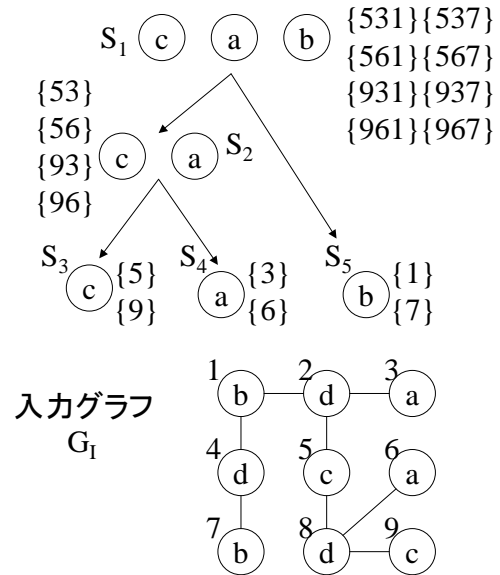 S1 c a b {531}{537}
{561}{567}
{931}{937}
{961}{967}
{53}
{56}
{93}
{96}
c a S2
S3 c {5}
{9}
S4 a {3}
{6}
S5 b {1}
{7}
入力グラフ
GI
1 b 2 d 3 a
4 d 5 c 6 a
7 b 8 d 9 c